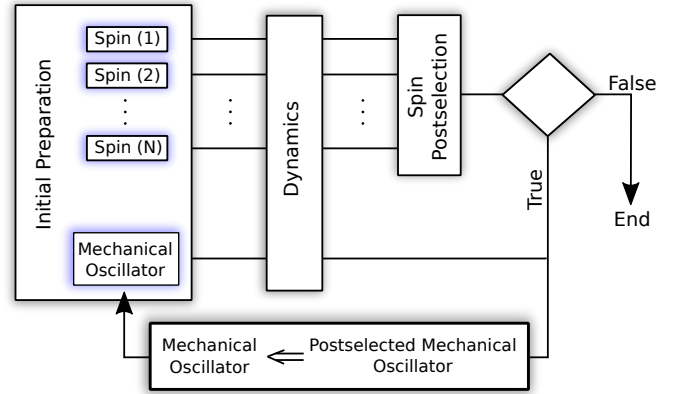 Initial Preparation
Spin (1)
Spin (2)
Spin (N)
Mechanical
Oscillator
Dynamics
Spin
Postselection
False
True
End
Mechanical
Oscillator
⇐
Postselected Mechanical
Oscillator